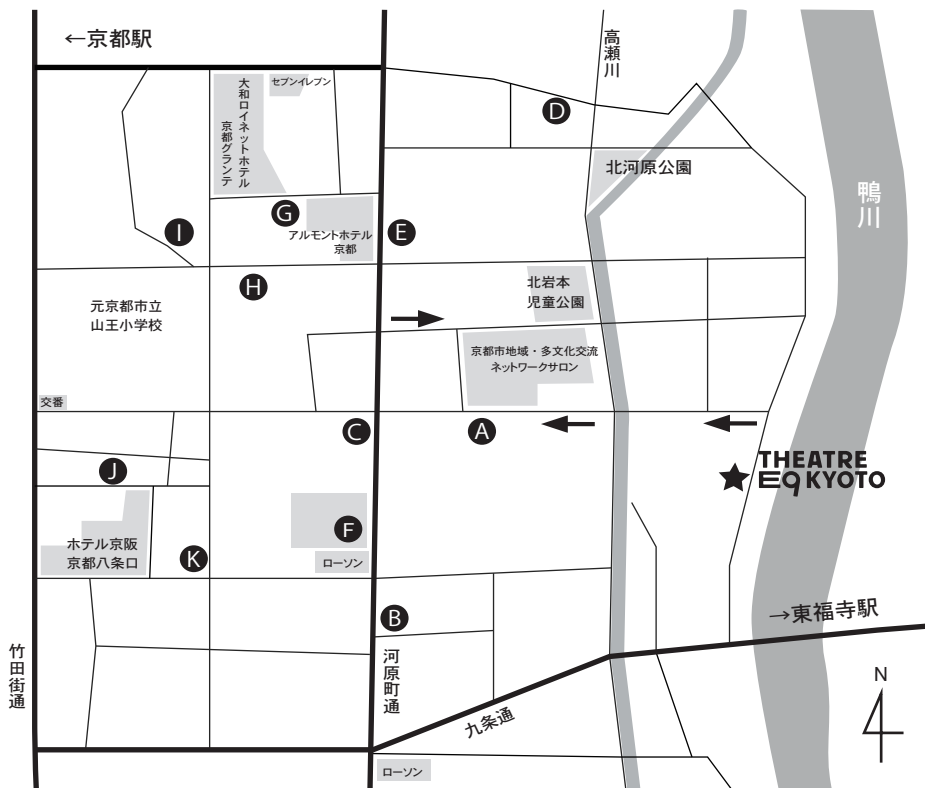 ←京都駅
高瀬川
セブンイレブン
大和ロイネットホテル
京都グランテ
D
北河原公園
鴨川
G
アルモントホテル
京都
I
E
H
北岩本
児童公園
元京都市立
山王小学校
京都市地域・多文化交流
ネットワークサロン
交番
C
A
J
THEATRE
E9 KYOTO
F
ホテル京阪
京都八条口
K
ローソン
B
→東福寺駅
竹田街通
河原町通
九条通
N
ローソン